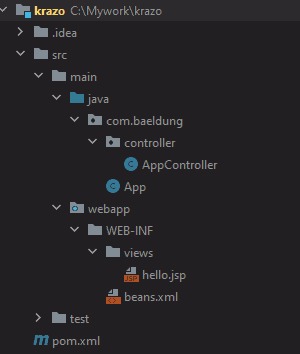 krazo C:\Mywork\krazo
.idea
src
main
java
com.baeldung
controller
AppController
App
webapp
WEB-INF
views
hello.jsp
beans.xml
test
pom.xml